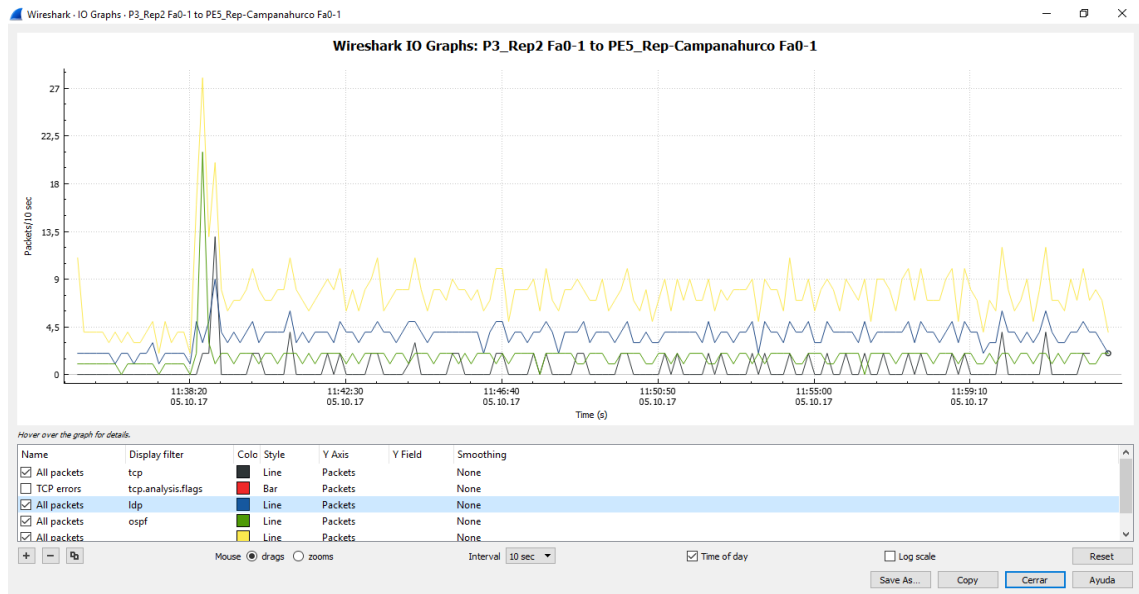 Wireshark · IO Graphs · P3_Rep2 Fa0-1 to PE5_Rep-Campanahurco Fa0-1
Wireshark IO Graphs: P3_Rep2 Fa0-1 to PE5_Rep-Campanahurco Fa0-1
27
22,5
18
13,5
9
4,5
0
Packets/10 sec
11:38:20 11:42:30 11:46:40 11:50:50 11:55:00 11:59:10
05.10.17 05.10.17 05.10.17 05.10.17 05.10.17 05.10.17
Time (s)
Hover over the graph for details.
Name Display filter Colo Style Y Axis Y Field Smoothing
All packets tcp Line Packets None
TCP errors tcp.analysis.flags Bar Packets None
All packets ldp Line Packets None
All packets ospf Line Packets None
All packets Line Packets None
+ − Mouse drags zooms Interval 10 sec Time of day Log scale Reset
Save As... Copy Cerrar Ayuda